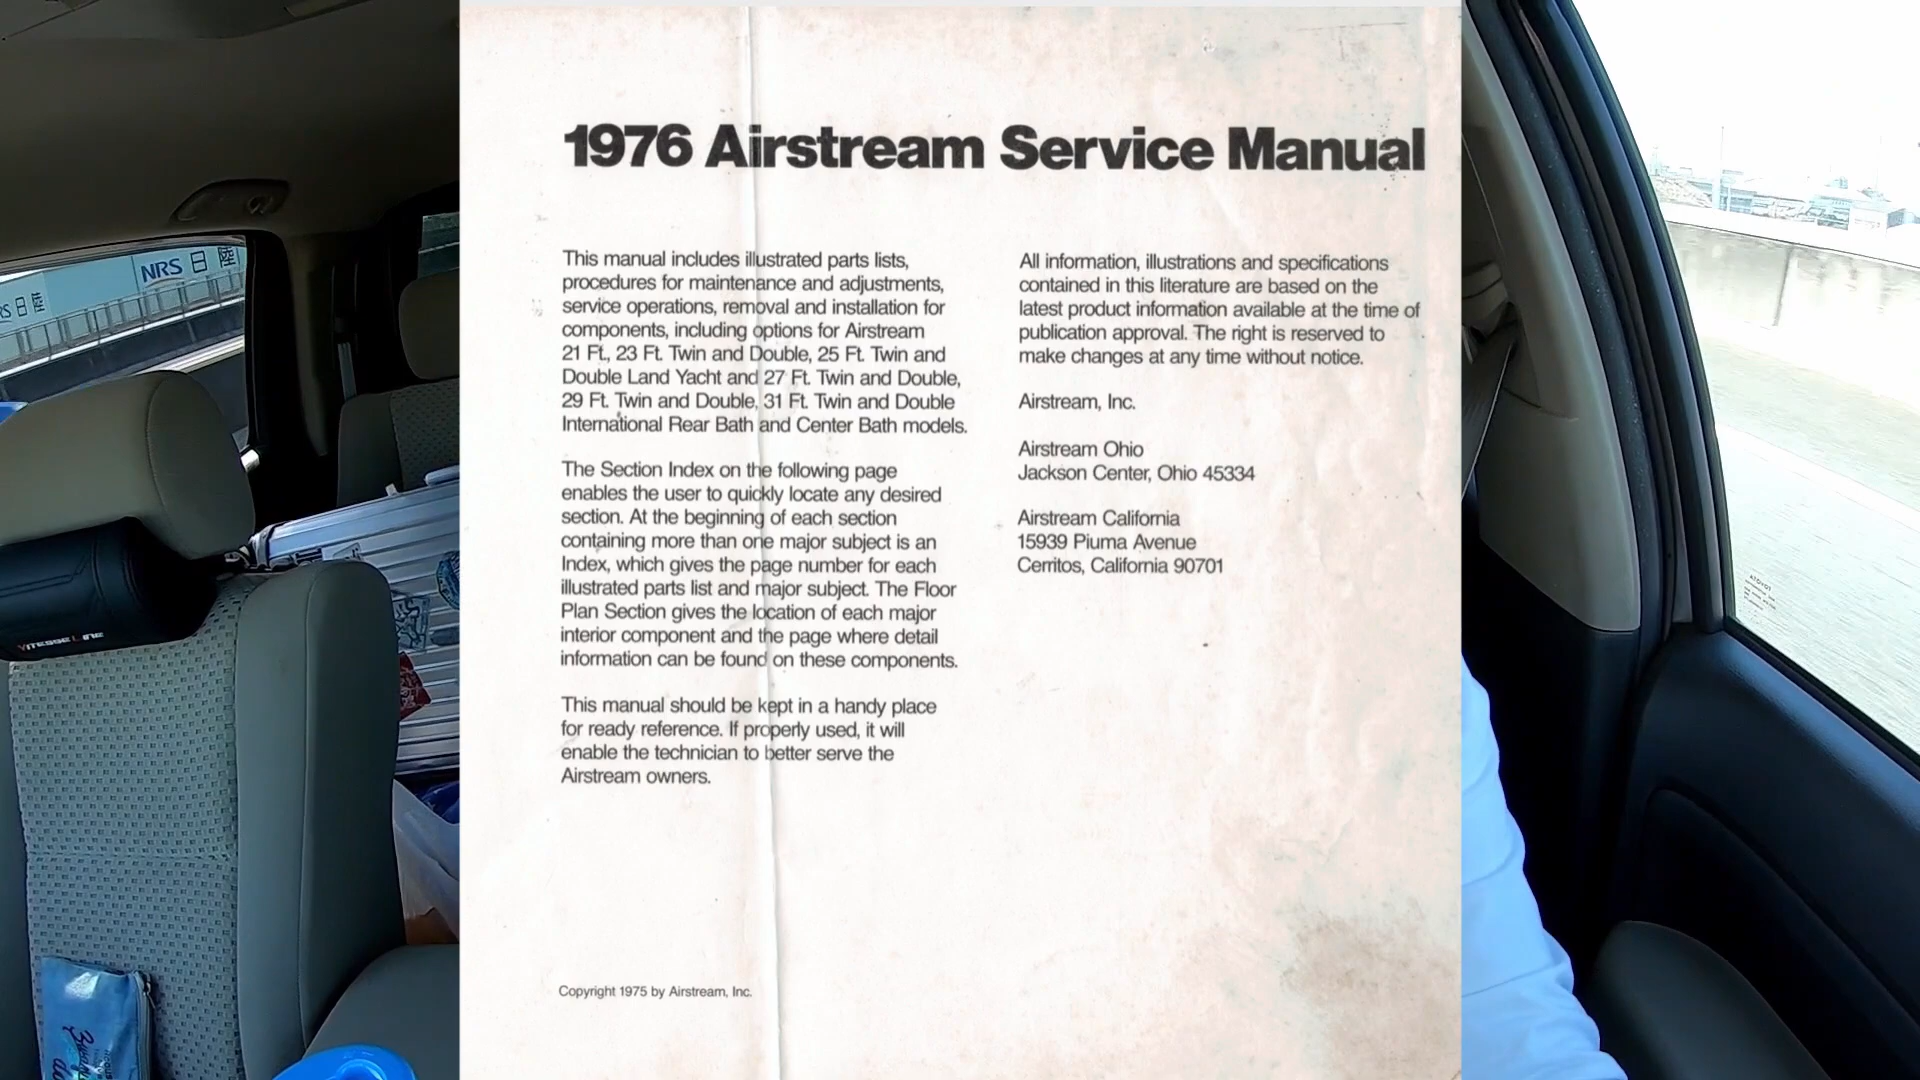 1976 Airstream Service Manual
This manual includes illustrated parts lists,
procedures for maintenance and adjustments,
service operations, removal and installation for
components, including options for Airstream
21 Ft, 23 Ft. Twin and Double, 25 Ft. Twin and
Double Land Yacht and 27 Ft. Twin and Double,
29 Ft. Twin and Double, 31 Ft. Twin and Double
International Rear Bath and Center Bath models.
The Section Index on the following page
enables the user to quickly locate any desired
section. At the beginning of each section
containing more than one major subject is an
Index, which gives the page number for each
illustrated parts list and major subject. The Floor
Plan Section gives the location of each major
interior component and the page where detail
information can be found on these components.
This manual should be kept in a handy place
for ready reference. If properly used, it will
enable the technician to better serve the
Airstream owners.
All information, illustrations and specifications
contained in this literature are based on the
latest product information available at the time of
publication approval. The right is reserved to
make changes at any time without notice.
Airstream, Inc.
Airstream Ohio
Jackson Center, Ohio 45334
Airstream California
15939 Piuma Avenue
Cerritos, California 90701
Copyright 1975 by Airstream, Inc.
NRS 日陸
RS 日陸
VITESSE LINE